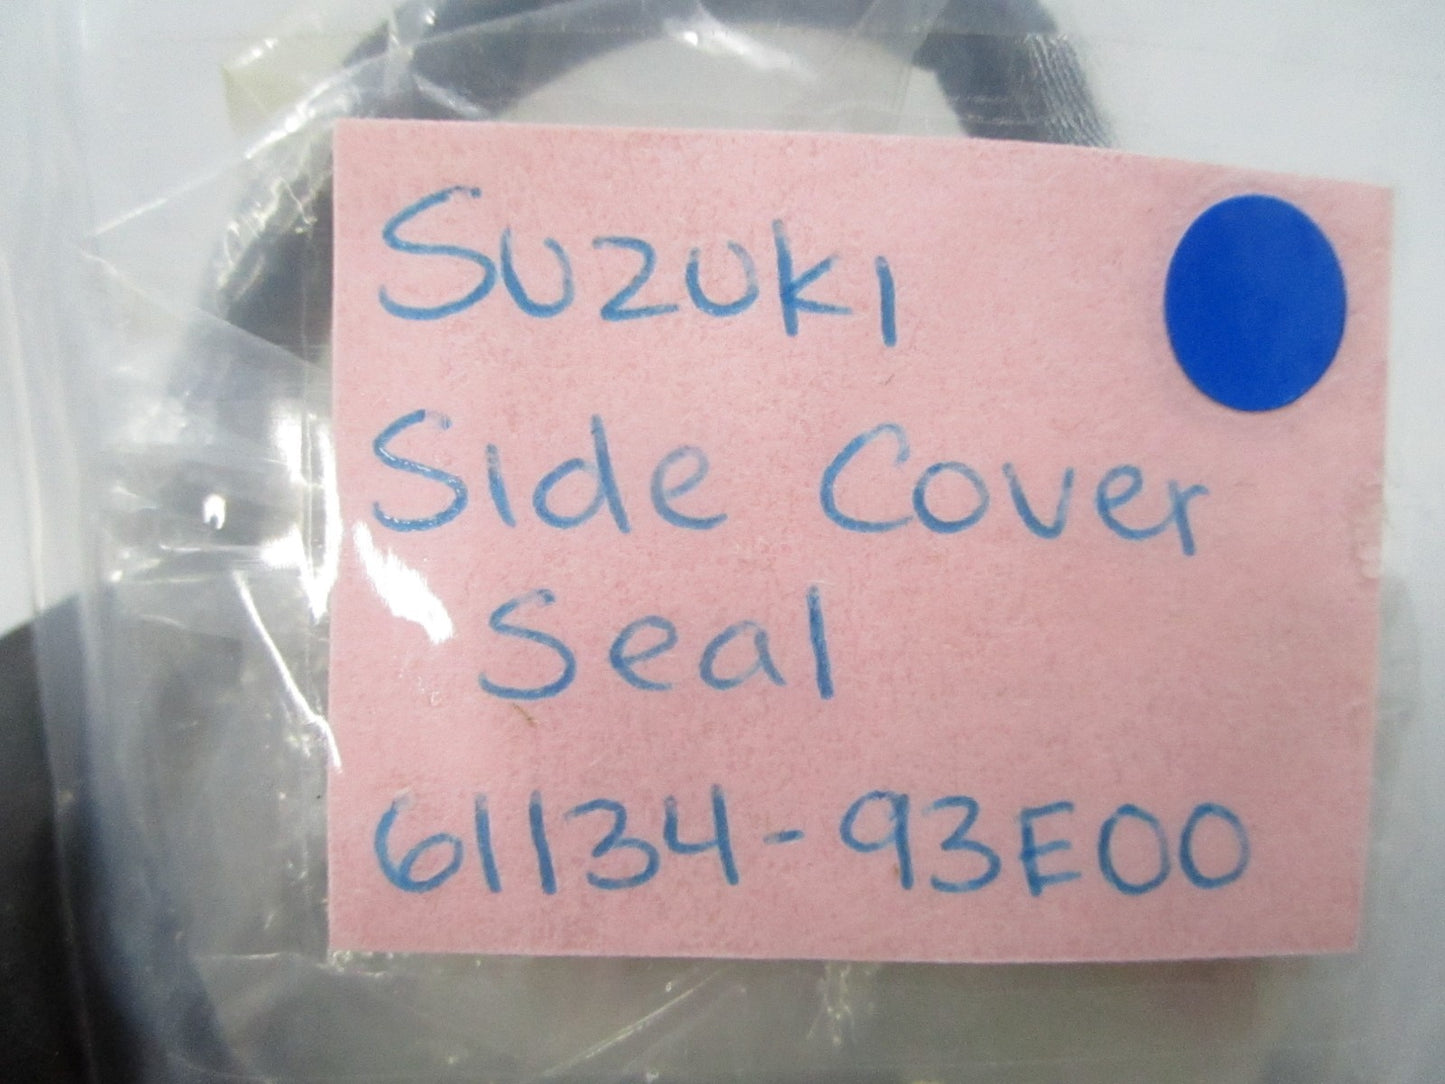 Suzuki
Side Cover
Seal
61134-93E00